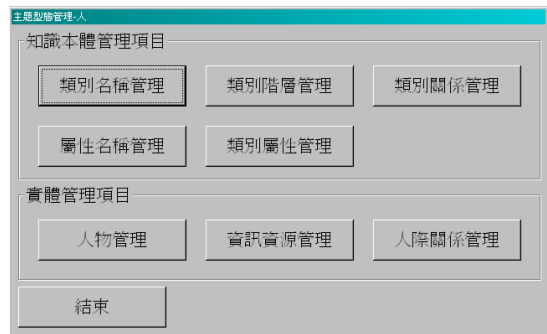 主題型態管理-人
知識本體管理項目
類別名稱管理 類別階層管理 類別關係管理
屬性名稱管理 類別屬性管理
實體管理項目
人物管理 資訊資源管理 人際關係管理
結束